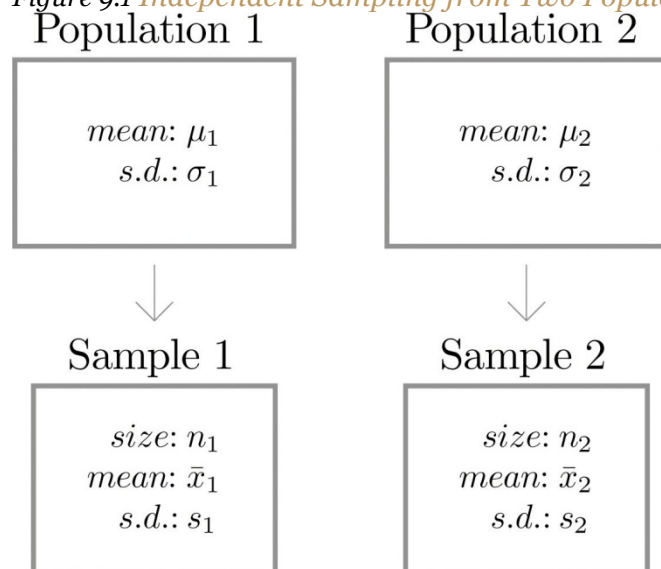 Figure 9.1 Independent Sampling from Two
Population 1 Population 2
mean: μ₁ mean: μ₂
s.d.: σ₁ s.d.: σ₂
Sample 1 Sample 2
size: n₁ size: n₂
mean: x̄₁ mean: x̄₂
s.d.: s₁ s.d.: s₂